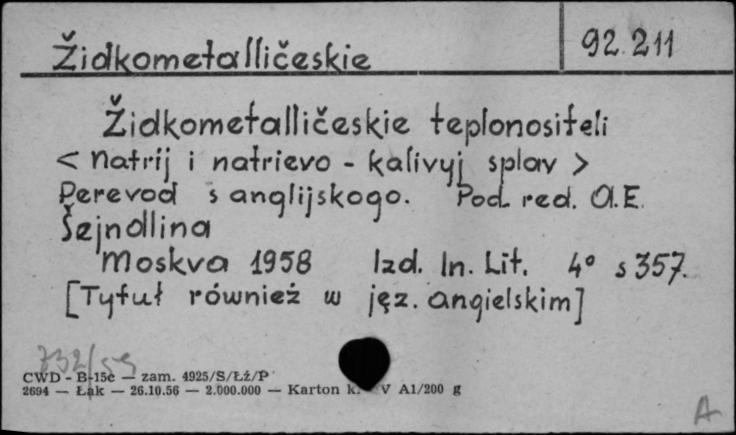 Židkometalličeskie
92.211
Židkometalličeskie teplonositeli
< natrij i natrievo - kalivyj splav >
Perevod s anglijskogo. Pod red. A.E.
Šejndlina
Moskva 1958 Izd. In. Lit. 4° s 357.
[Tytuł również w jęz. angielskim]
732/59
CWD - B-15c — zam. 4925/S/Łż/P
2694 — Łąk — 26.10.56 — 2.000.000 — Karton k. V A1/200 g
A